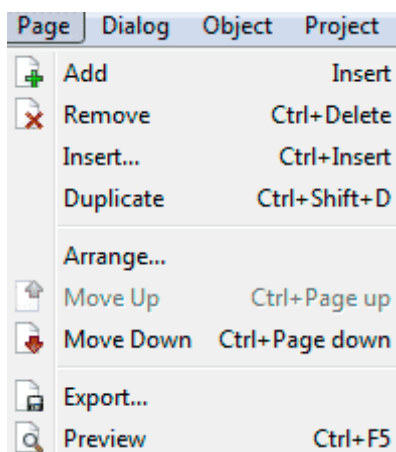 Page Dialog Object Project
Add Insert
Remove Ctrl+Delete
Insert... Ctrl+Insert
Duplicate Ctrl+Shift+D
Arrange...
Move Up Ctrl+Page up
Move Down Ctrl+Page down
Export...
Preview Ctrl+F5